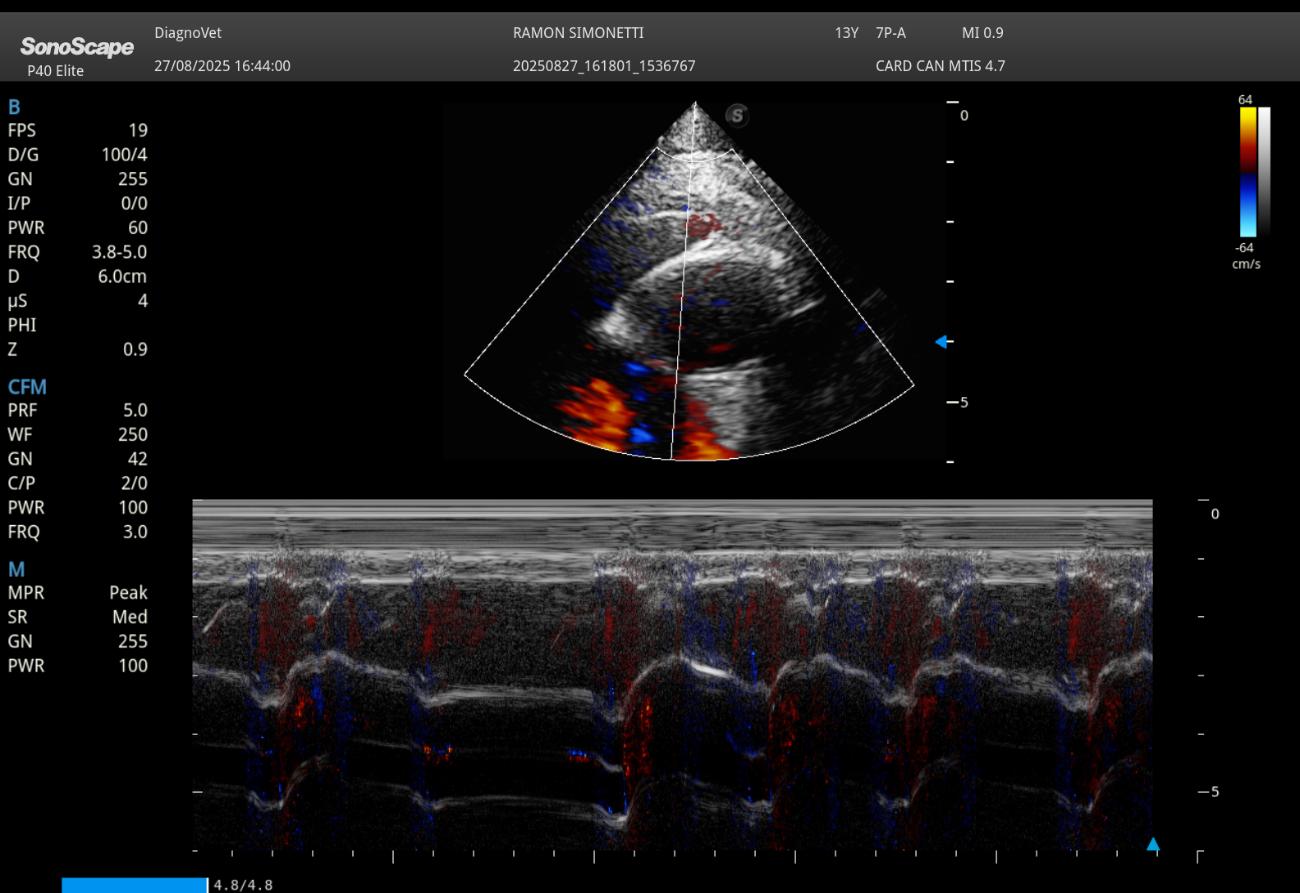 SonoScape
P40 Elite
DiagnoVet
27/08/2025 16:44:00
RAMON SIMONETTI
20250827_161801_1536767
13Y 7P-A MI 0.9
CARD CAN MTIS 4.7
B
FPS 19
D/G 100/4
GN 255
I/P 0/0
PWR 60
FRQ 3.8-5.0
D 6.0cm
µS 4
PHI
Z 0.9
CFM
PRF 5.0
WF 250
GN 42
C/P 2/0
PWR 100
FRQ 3.0
M
MPR Peak
SR Med
GN 255
PWR 100
S
0
5
64
-64
cm/s
0
5
4.8/4.8